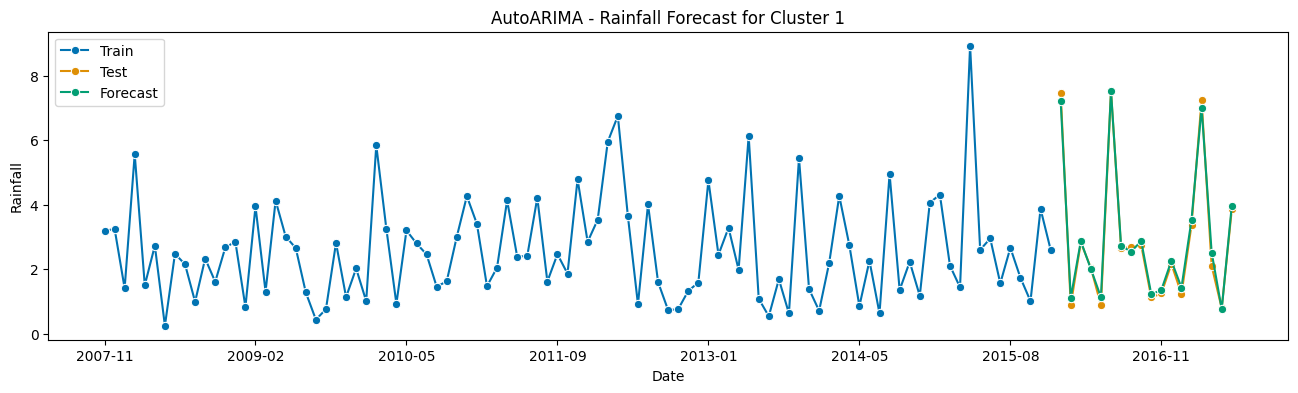 AutoARIMA - Rainfall Forecast for Cluster 1
Train
Test
Forecast
Rainfall
8
6
4
2
0
2007-11 2009-02 2010-05 2011-09 2013-01 2014-05 2015-08 2016-11
Date